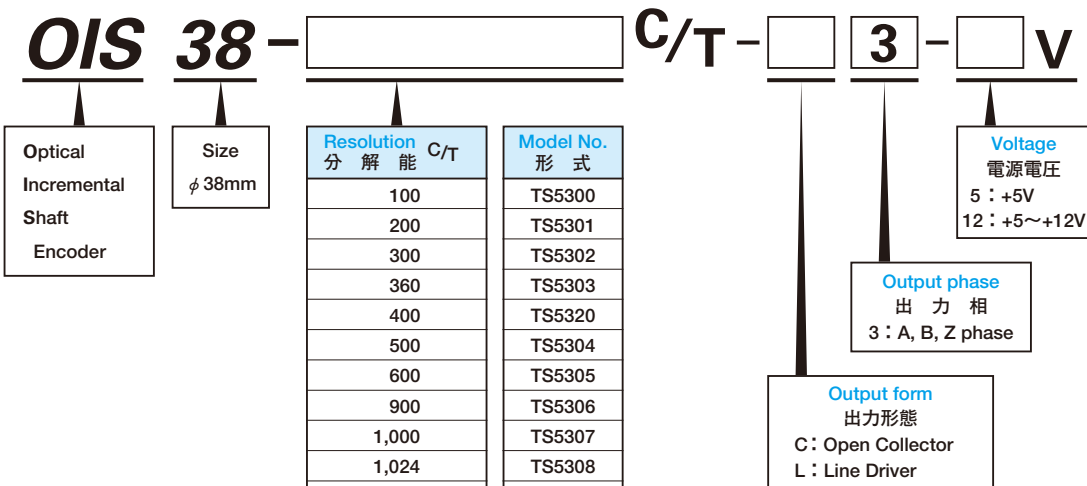 OIS 38 – C/T – 3 – V
Optical
Incremental
Shaft
Encoder
Size
φ 38mm
Resolution C/T
分 解 能
Model No.
形 式
100 TS5300
200 TS5301
300 TS5302
360 TS5303
400 TS5320
500 TS5304
600 TS5305
900 TS5306
1,000 TS5307
1,024 TS5308
Voltage
電源電圧
5：+5V
12：+5〜+12V
Output phase
出 力 相
3：A, B, Z phase
Output form
出力形態
C：Open Collector
L：Line Driver